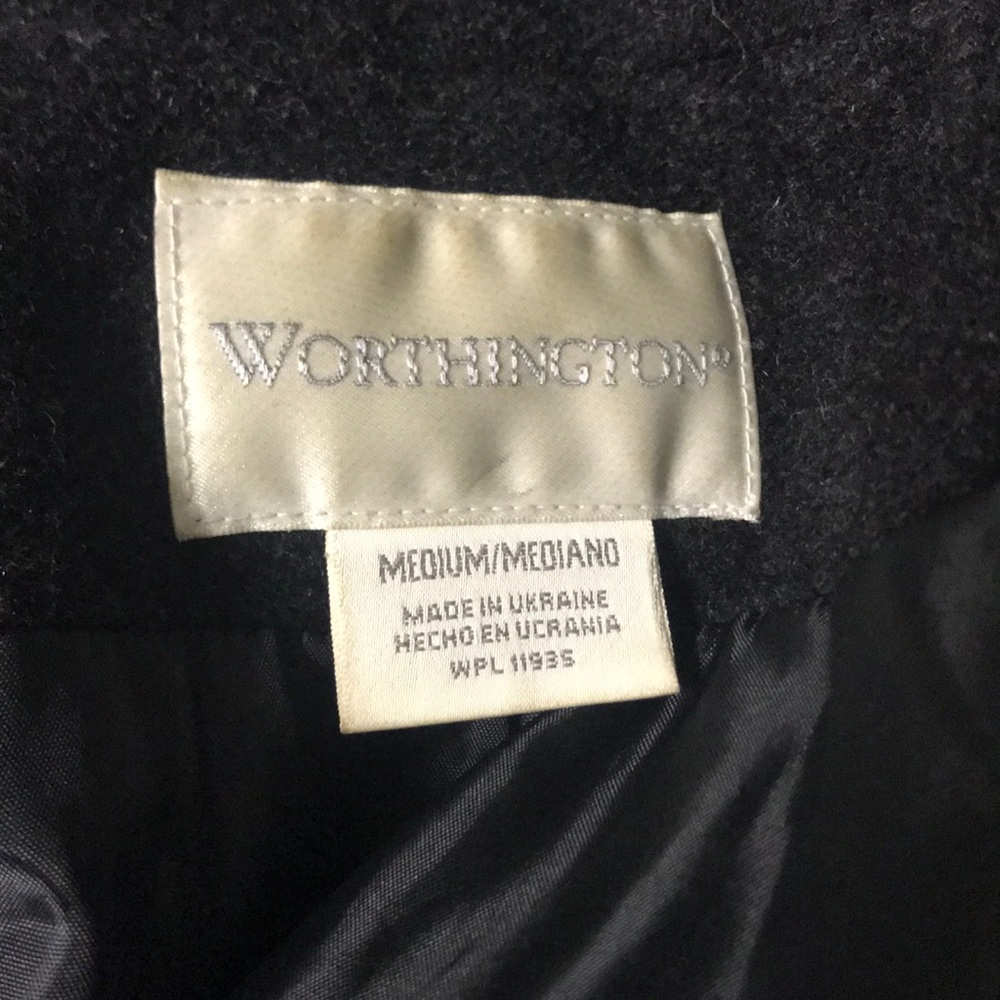 WORTHINGTON®
MEDIUM/MEDIANO
MADE IN UKRAINE
HECHO EN UCRANIA
WPL 11935